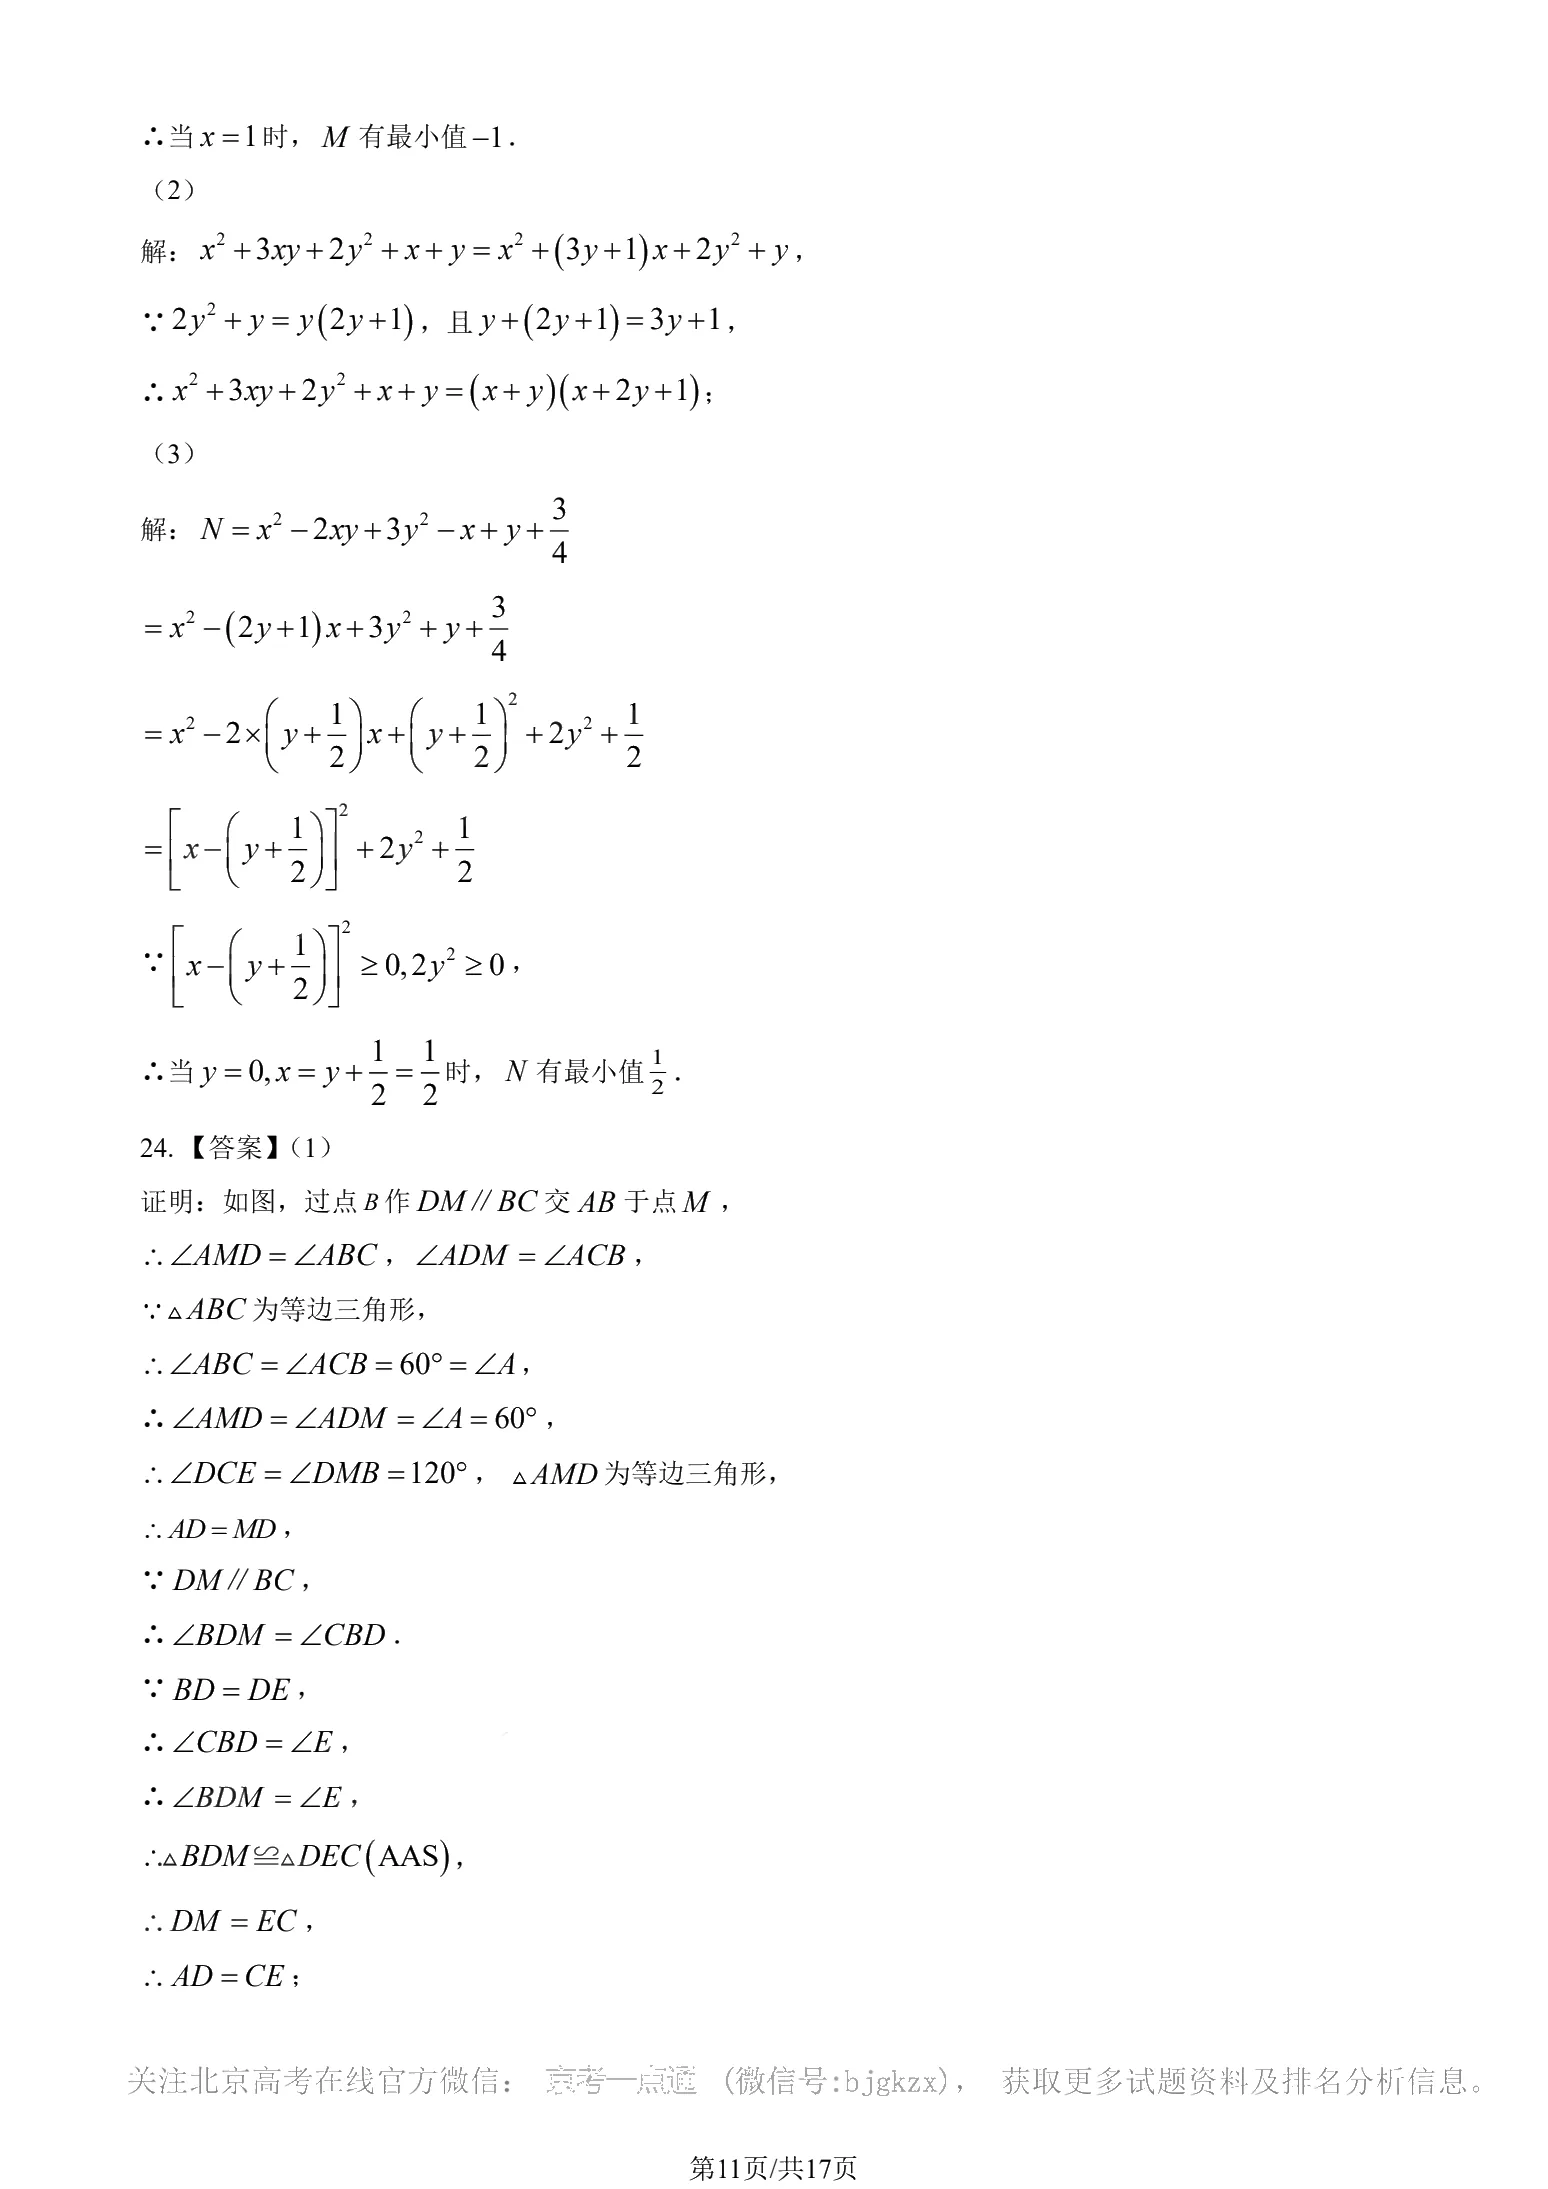 ∴当 x=1 时， M 有最小值 −1．
（2）
解： x²+3xy+2y²+x+y=x²+(3y+1)x+2y²+y，
∵2y²+y=y(2y+1)，且 y+(2y+1)=3y+1，
∴x²+3xy+2y²+x+y=(x+y)(x+2y+1)；
（3）
解： N=x²−2xy+3y²−x+y+3/4
=x²−(2y+1)x+3y²+y+3/4
=x²−2×(y+1/2)x+(y+1/2)²+2y²+1/2
=[x−(y+1/2)]²+2y²+1/2
∵[x−(y+1/2)]²≥0,2y²≥0，
∴当 y=0,x=y+1/2=1/2 时， N 有最小值 1/2．
24. 【答案】（1）
证明：如图，过点 B 作 DM∥BC 交 AB 于点 M ，
∴∠AMD=∠ABC，∠ADM=∠ACB，
∵△ABC 为等边三角形，
∴∠ABC=∠ACB=60°=∠A，
∴∠AMD=∠ADM=∠A=60°，
∴∠DCE=∠DMB=120°， △AMD 为等边三角形，
∴AD=MD，
∵DM∥BC，
∴∠BDM=∠CBD．
∵BD=DE，
∴∠CBD=∠E，
∴∠BDM=∠E，
∴△BDM≌△DEC(AAS)，
∴DM=EC，
∴AD=CE；
关注北京高考在线官方微信： 京考一点通 (微信号:bjgkzx)， 获取更多试题资料及排名分析信息。
第11页/共17页